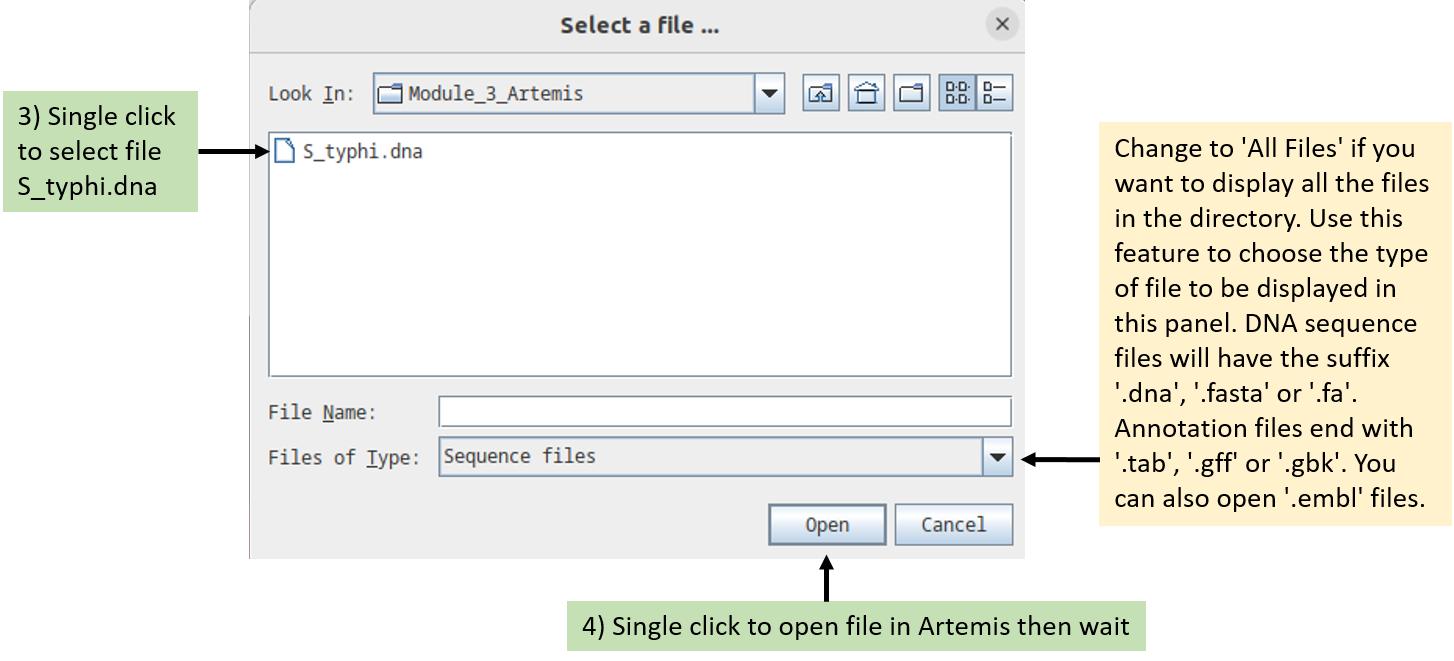 Select a file ...
Look In:
Module_3_Artemis
3) Single click
to select file
S_typhi.dna
S_typhi.dna
Change to 'All Files' if you
want to display all the files
in the directory. Use this
feature to choose the type
of file to be displayed in
this panel. DNA sequence
files will have the suffix
'.dna', '.fasta' or '.fa'.
Annotation files end with
'.tab', '.gff' or '.gbk'. You
can also open '.embl' files.
File Name:
Files of Type:
Sequence files
Open
Cancel
4) Single click to open file in Artemis then wait